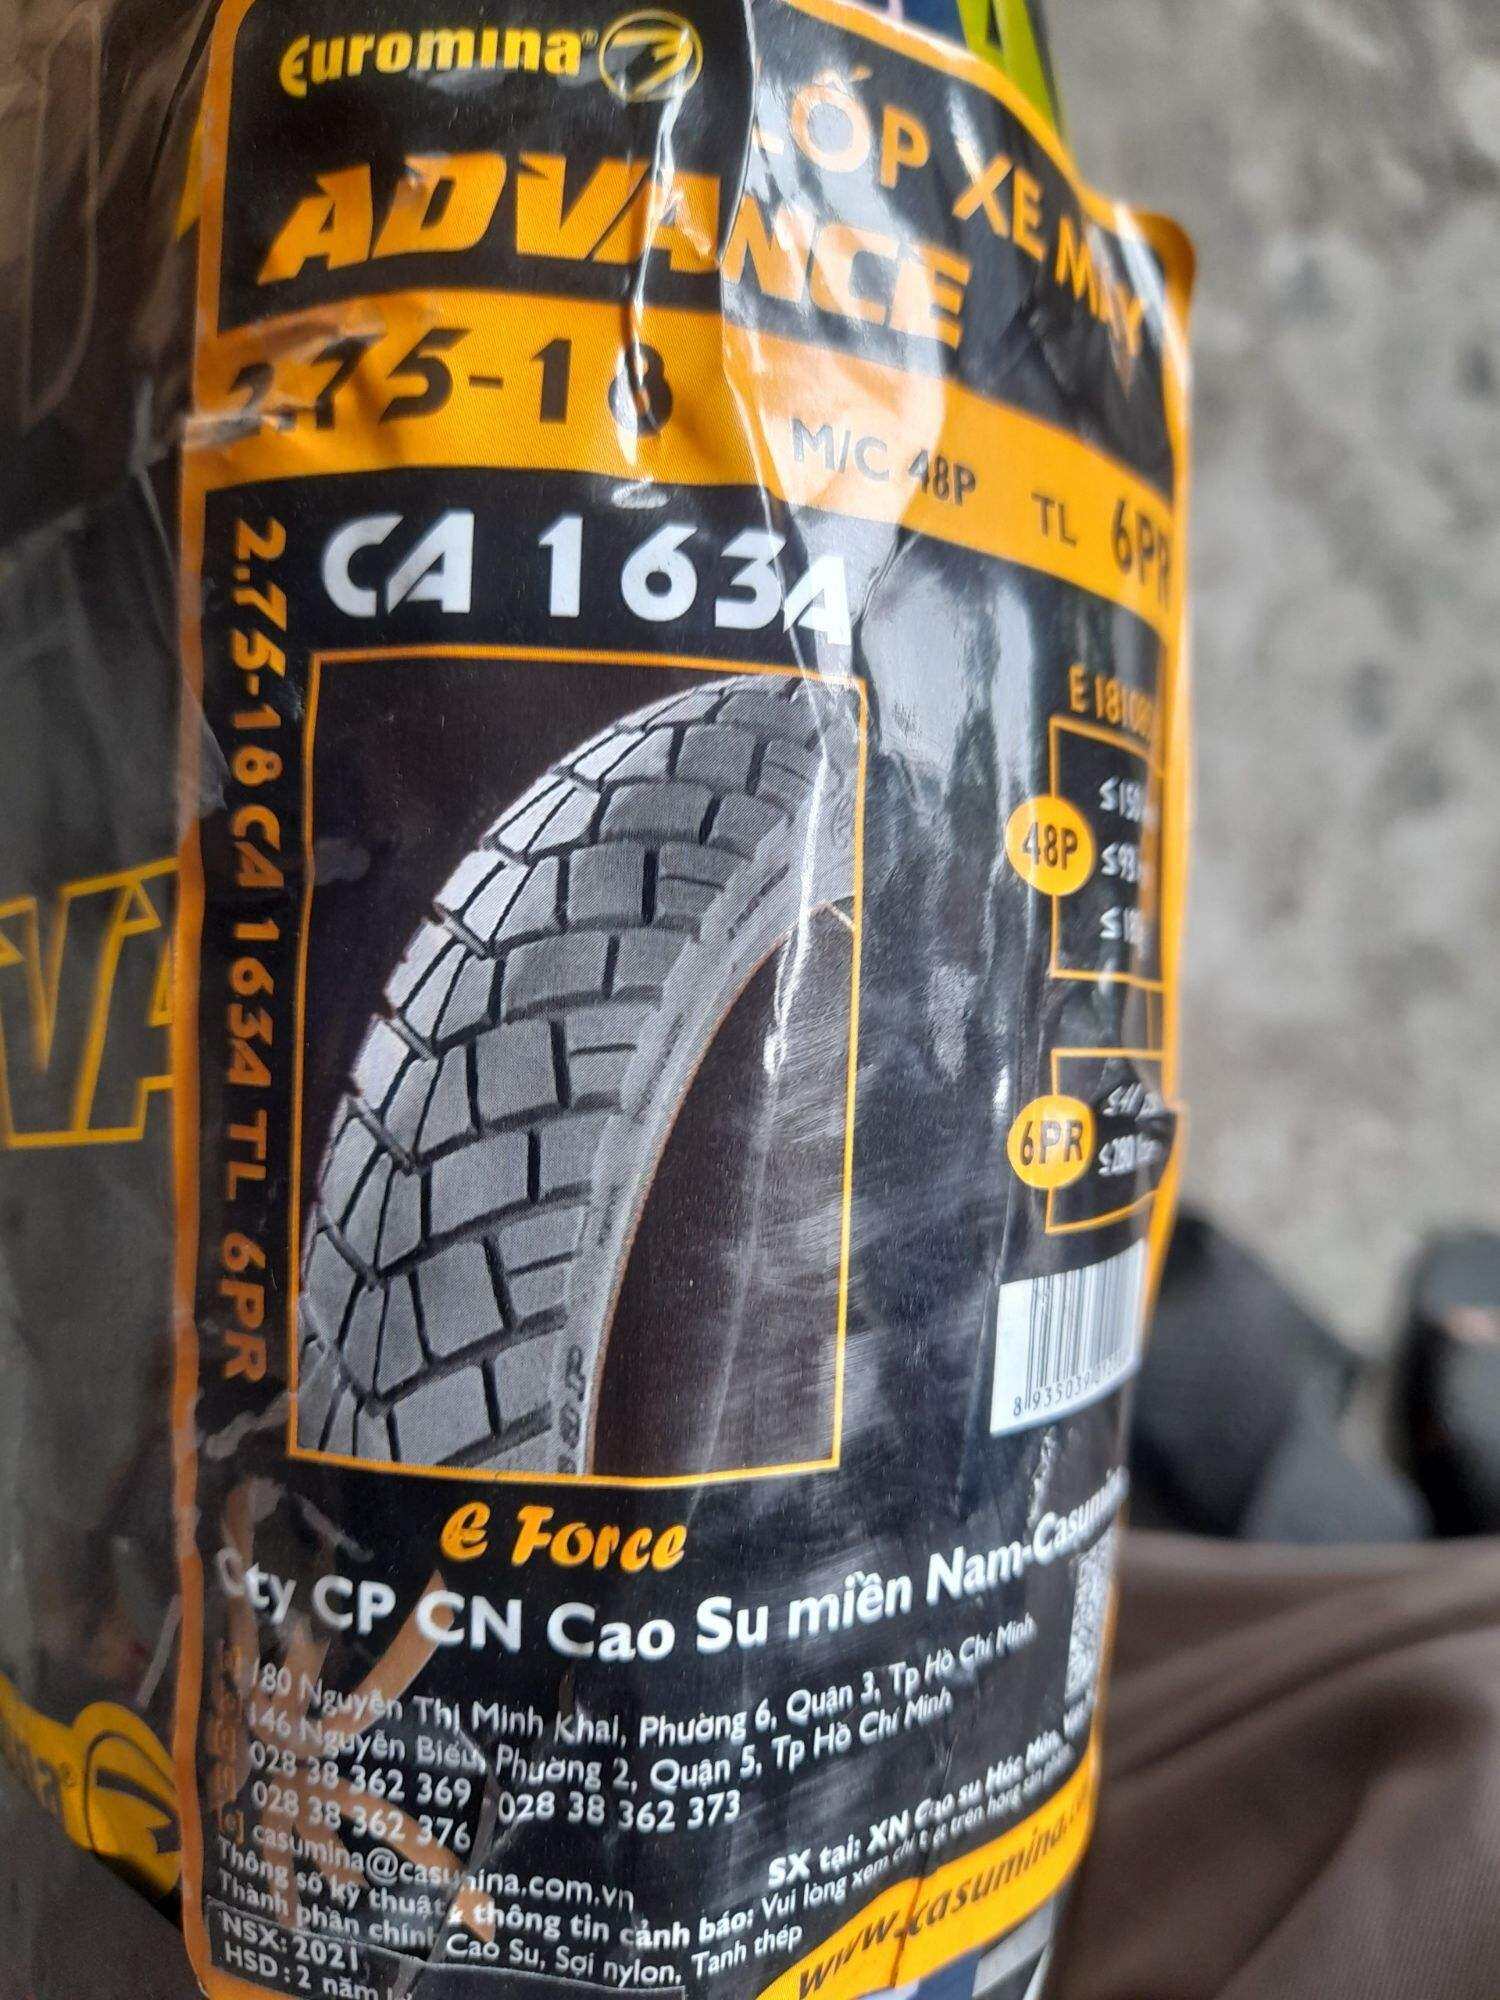 Euromina®
LỐP XE MÁY
ADVANCE
2.75-18 M/C 48P TL 6PR
CA 163A
2.75-18 CA 163A TL 6PR
48P
6PR
E Force
Cty CP CN Cao Su miền Nam-Casumina
180 Nguyễn Thị Minh Khai, Phường 6, Quận 3, Tp Hồ Chí Minh
146 Nguyễn Biểu, Phường 2, Quận 5, Tp Hồ Chí Minh
028 38 362 369 - 028 38 362 373
028 38 362 376
[e] casumina@casumina.com.vn
SX tại: XN Cao su Hóc Môn,
Thông số kỹ thuật & thông tin cảnh báo: Vui lòng xem chi tiết trên hông sản phẩm
Thành phần chính: Cao Su, Sợi nylon, Tanh thép
NSX: 2021
HSD: 2 năm
www.casumina.